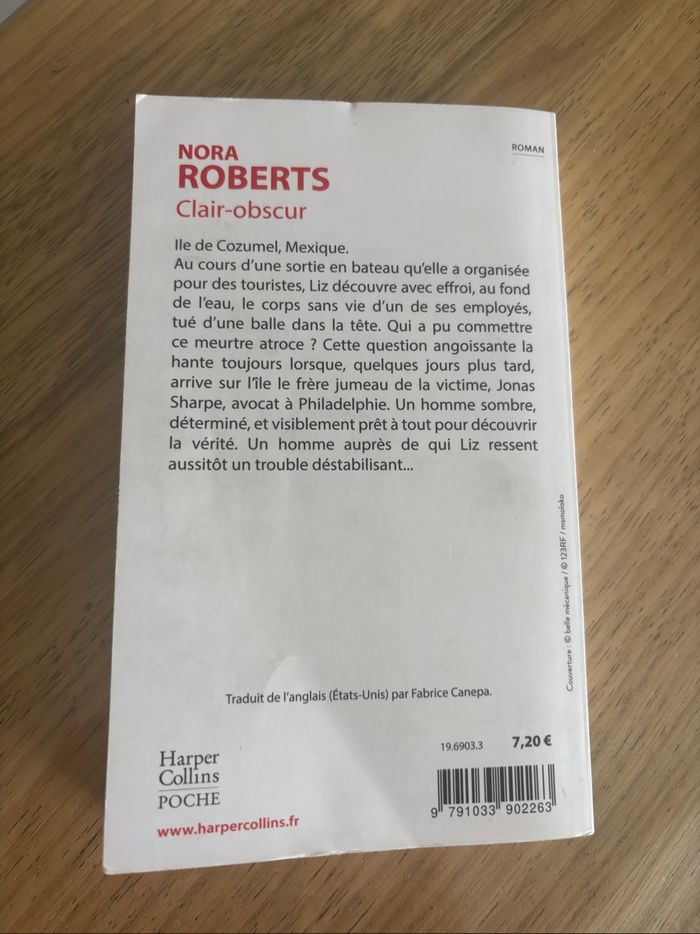 NORA
ROBERTS
Clair-obscur
ROMAN
Ile de Cozumel, Mexique.
Au cours d'une sortie en bateau qu'elle a organisée
pour des touristes, Liz découvre avec effroi, au fond
de l'eau, le corps sans vie d'un de ses employés,
tué d'une balle dans la tête. Qui a pu commettre
ce meurtre atroce ? Cette question angoissante la
hante toujours lorsque, quelques jours plus tard,
arrive sur l'île le frère jumeau de la victime, Jonas
Sharpe, avocat à Philadelphie. Un homme sombre,
déterminé, et visiblement prêt à tout pour découvrir
la vérité. Un homme auprès de qui Liz ressent
aussitôt un trouble déstabilisant...
Couverture : © belle mécanique / © 123RF / msmoloko
Traduit de l'anglais (États-Unis) par Fabrice Canepa.
19.6903.3 7,20 €
Harper
Collins
POCHE
www.harpercollins.fr
9 791033 902263